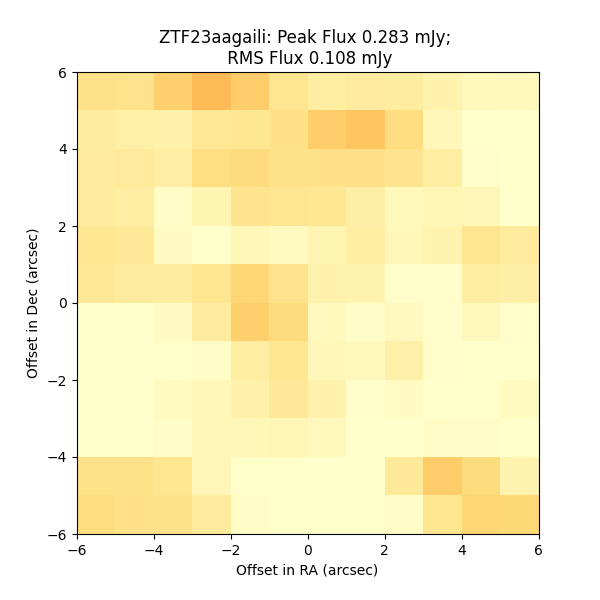 ZTF23aagaili: Peak Flux 0.283 mJy;
RMS Flux 0.108 mJy
6
4
2
0
−2
−4
−6
Offset in Dec (arcsec)
−6 −4 −2 0 2 4 6
Offset in RA (arcsec)